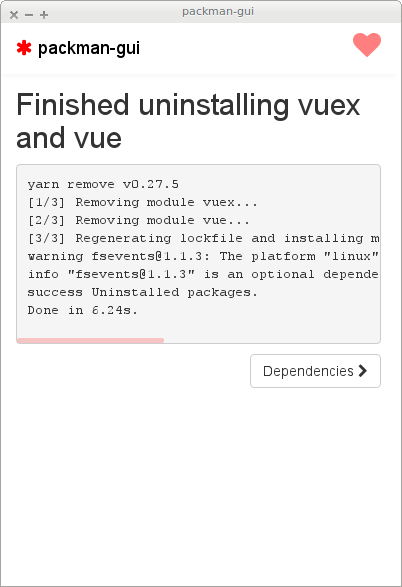 packman-gui
✱ packman-gui
Finished uninstalling vuex
and vue
yarn remove v0.27.5
[1/3] Removing module vuex...
[2/3] Removing module vue...
[3/3] Regenerating lockfile and installing m
warning fsevents@1.1.3: The platform "linux"
info "fsevents@1.1.3" is an optional depende
success Uninstalled packages.
Done in 6.24s.
Dependencies